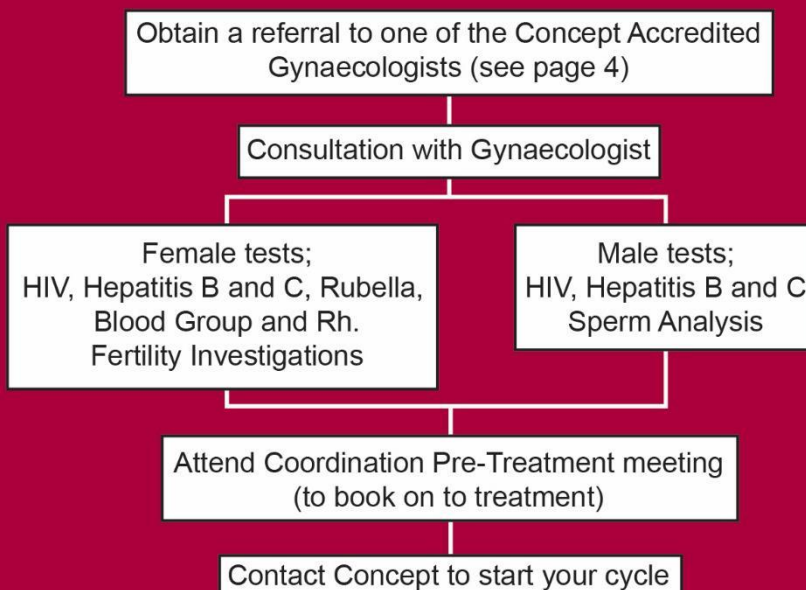 Obtain a referral to one of the Concept Accredited
Gynaecologists (see page 4)
Consultation with Gynaecologist
Female tests;
HIV, Hepatitis B and C, Rubella,
Blood Group and Rh.
Fertility Investigations
Male tests;
HIV, Hepatitis B and C
Sperm Analysis
Attend Coordination Pre-Treatment meeting
(to book on to treatment)
Contact Concept to start your cycle